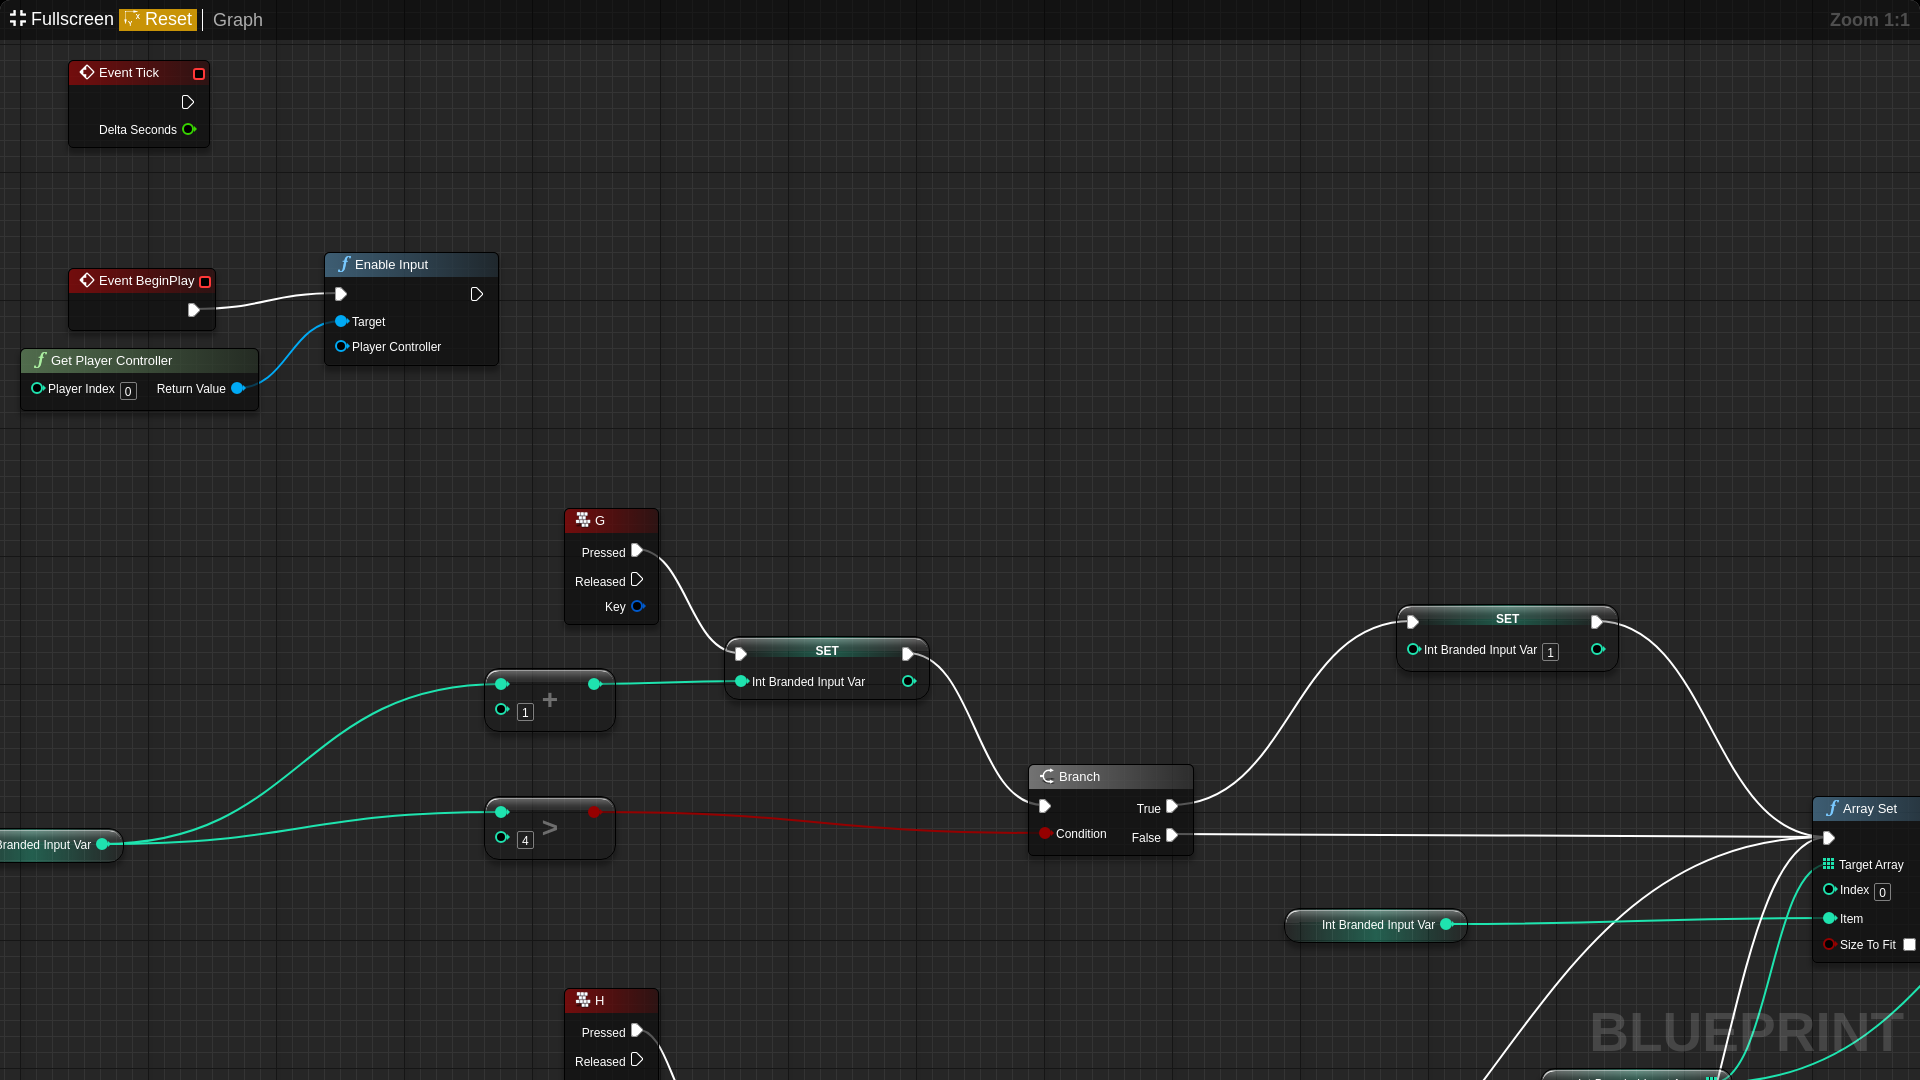 Fullscreen Reset Graph
Zoom 1:1
Event Tick
Delta Seconds
Event BeginPlay
Enable Input
Target
Player Controller
Get Player Controller
Player Index 0 Return Value
G
Pressed
Released
Key
SET
Int Branded Input Var
+
1
>
4
Branded Input Var
Branch
True
Condition
False
SET
Int Branded Input Var 1
Int Branded Input Var
Array Set
Target Array
Index 0
Item
Size To Fit
H
Pressed
Released
BLUEPRINT